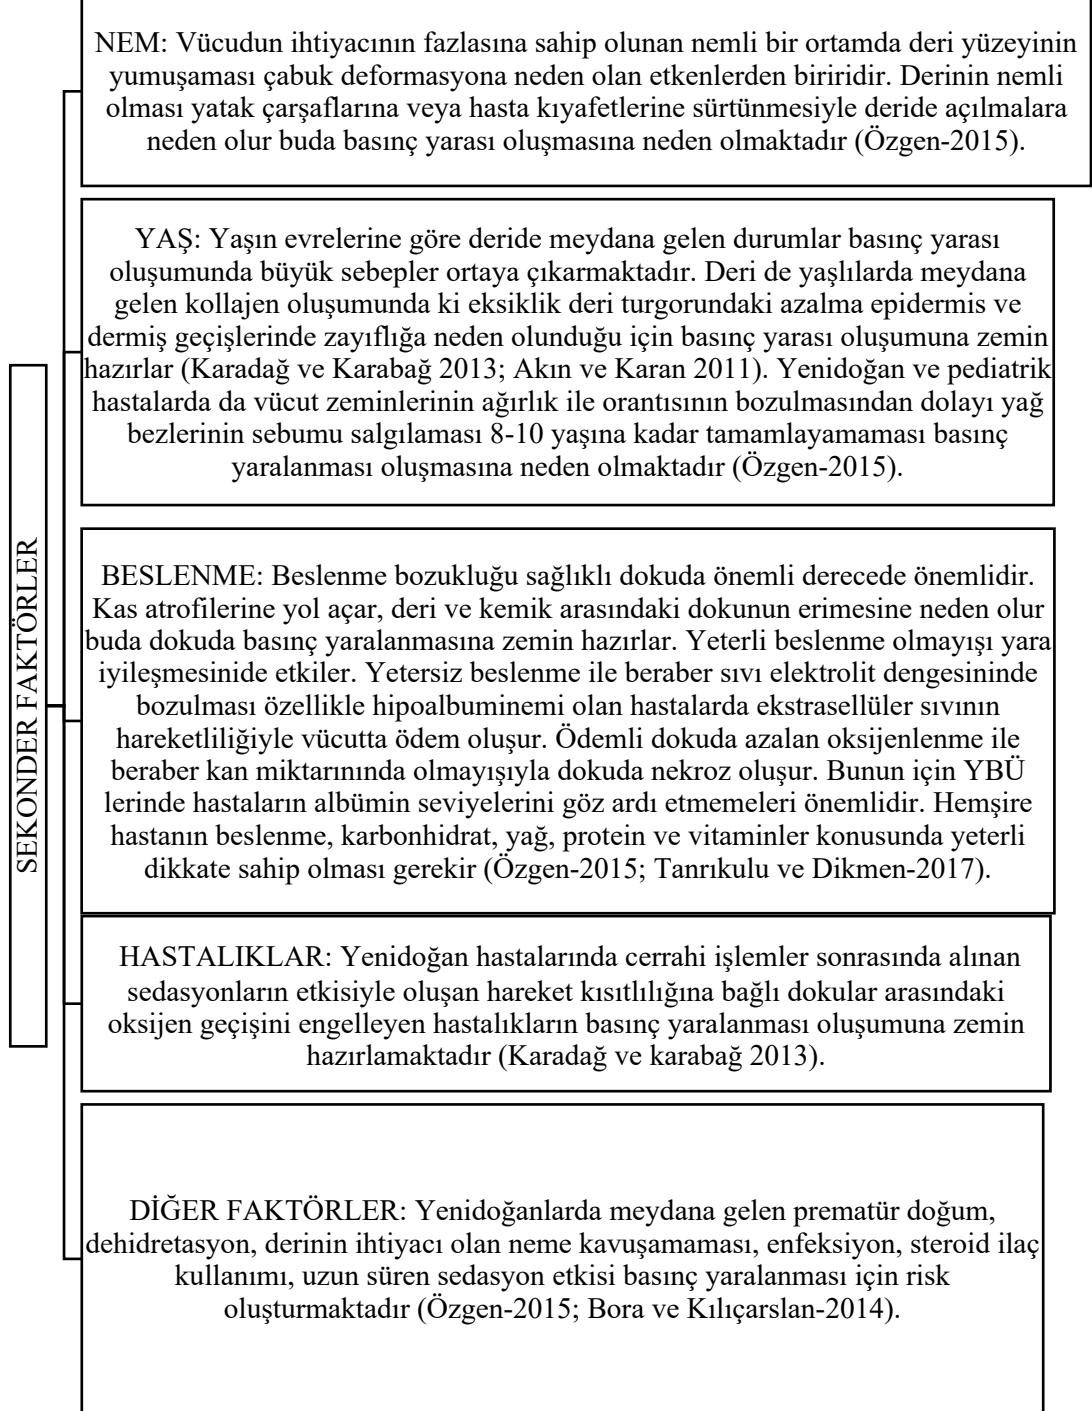 SEKONDER FAKTÖRLER
NEM: Vücudun ihtiyacının fazlasına sahip olunan nemli bir ortamda deri yüzeyinin
yumuşaması çabuk deformasyona neden olan etkenlerden biriridir. Derinin nemli
olması yatak çarşaflarına veya hasta kıyafetlerine sürtünmesiyle deride açılmalara
neden olur buda basınç yarası oluşmasına neden olmaktadır (Özgen-2015).
YAŞ: Yaşın evrelerine göre deride meydana gelen durumlar basınç yarası
oluşumunda büyük sebepler ortaya çıkarmaktadır. Deri de yaşlılarda meydana
gelen kollajen oluşumunda ki eksiklik deri turgorundaki azalma epidermis ve
dermiş geçişlerinde zayıflığa neden olunduğu için basınç yarası oluşumuna zemin
hazırlar (Karadağ ve Karabağ 2013; Akın ve Karan 2011). Yenidoğan ve pediatrik
hastalarda da vücut zeminlerinin ağırlık ile orantısının bozulmasından dolayı yağ
bezlerinin sebumu salgılaması 8-10 yaşına kadar tamamlayamaması basınç
yaralanması oluşmasına neden olmaktadır (Özgen-2015).
BESLENME: Beslenme bozukluğu sağlıklı dokuda önemli derecede önemlidir.
Kas atrofilerine yol açar, deri ve kemik arasındaki dokunun erimesine neden olur
buda dokuda basınç yaralanmasına zemin hazırlar. Yeterli beslenme olmayışı yara
iyileşmesinide etkiler. Yetersiz beslenme ile beraber sıvı elektrolit dengesininde
bozulması özellikle hipoalbuminemi olan hastalarda ekstrasellüler sıvının
hareketliliğiyle vücutta ödem oluşur. Ödemli dokuda azalan oksijenlenme ile
beraber kan miktarınında olmayışıyla dokuda nekroz oluşur. Bunun için YBÜ
lerinde hastaların albümin seviyelerini göz ardı etmemeleri önemlidir. Hemşire
hastanın beslenme, karbonhidrat, yağ, protein ve vitaminler konusunda yeterli
dikkate sahip olması gerekir (Özgen-2015; Tanrıkulu ve Dikmen-2017).
HASTALIKLAR: Yenidoğan hastalarında cerrahi işlemler sonrasında alınan
sedasyonların etkisiyle oluşan hareket kısıtlılığına bağlı dokular arasındaki
oksijen geçişini engelleyen hastalıkların basınç yaralanması oluşumuna zemin
hazırlamaktadır (Karadağ ve karabağ 2013).
DİĞER FAKTÖRLER: Yenidoğanlarda meydana gelen prematür doğum,
dehidretasyon, derinin ihtiyacı olan neme kavuşamaması, enfeksiyon, steroid ilaç
kullanımı, uzun süren sedasyon etkisi basınç yaralanması için risk
oluşturmaktadır (Özgen-2015; Bora ve Kılıçarslan-2014).